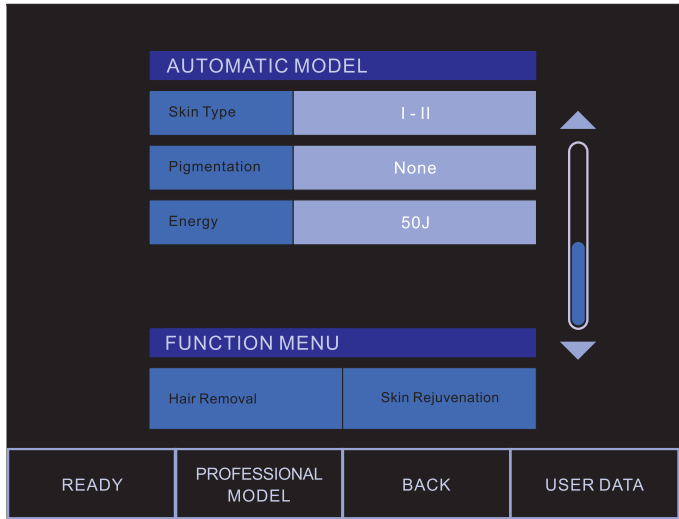 AUTOMATIC MODEL
Skin Type I - II
Pigmentation None
Energy 50J
FUNCTION MENU
Hair Removal Skin Rejuvenation
READY PROFESSIONAL MODEL BACK USER DATA